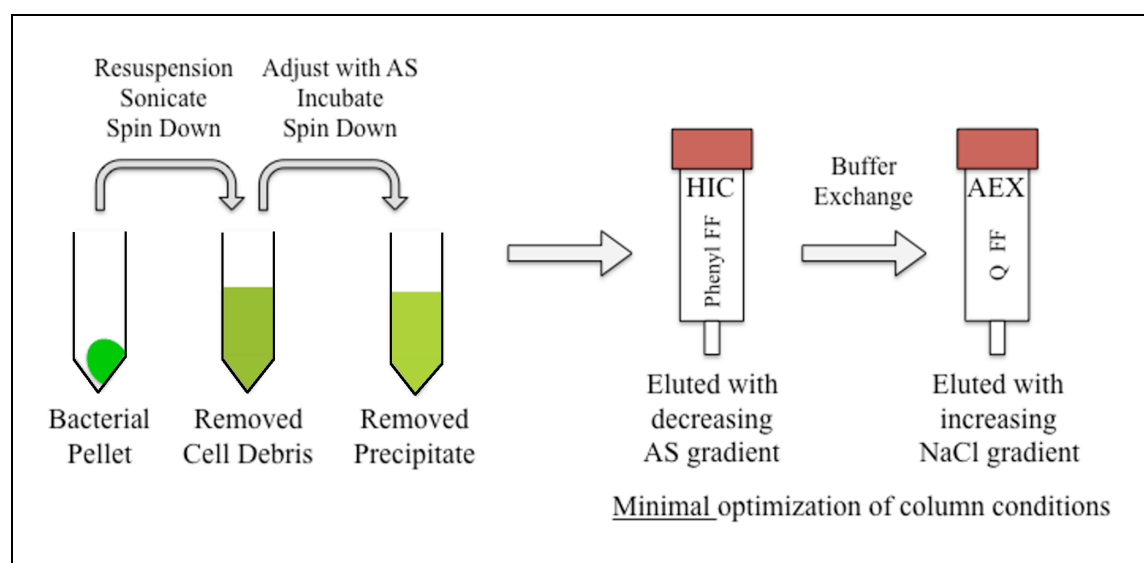 Resuspension
Sonicate
Spin Down
Adjust with AS
Incubate
Spin Down
Bacterial
Pellet
Removed
Cell Debris
Removed
Precipitate
HIC
Phenyl FF
Eluted with
decreasing
AS gradient
Buffer
Exchange
AEX
Q FF
Eluted with
increasing
NaCl gradient
Minimal optimization of column conditions